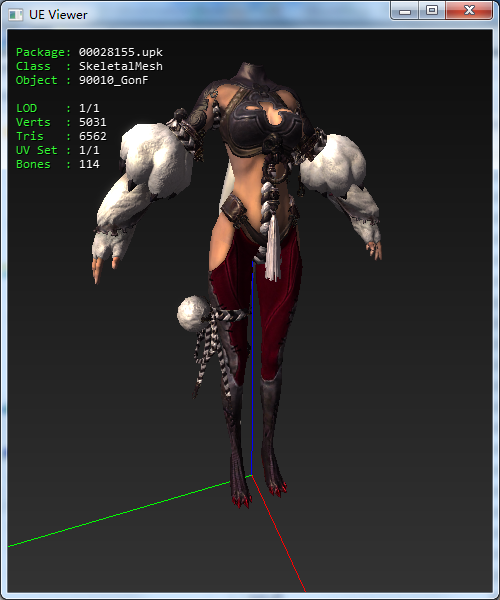 UE Viewer
Package: 00028155.upk
Class : SkeletalMesh
Object : 90010_GonF
LOD : 1/1
Verts : 5031
Tris : 6562
UV Set : 1/1
Bones : 114